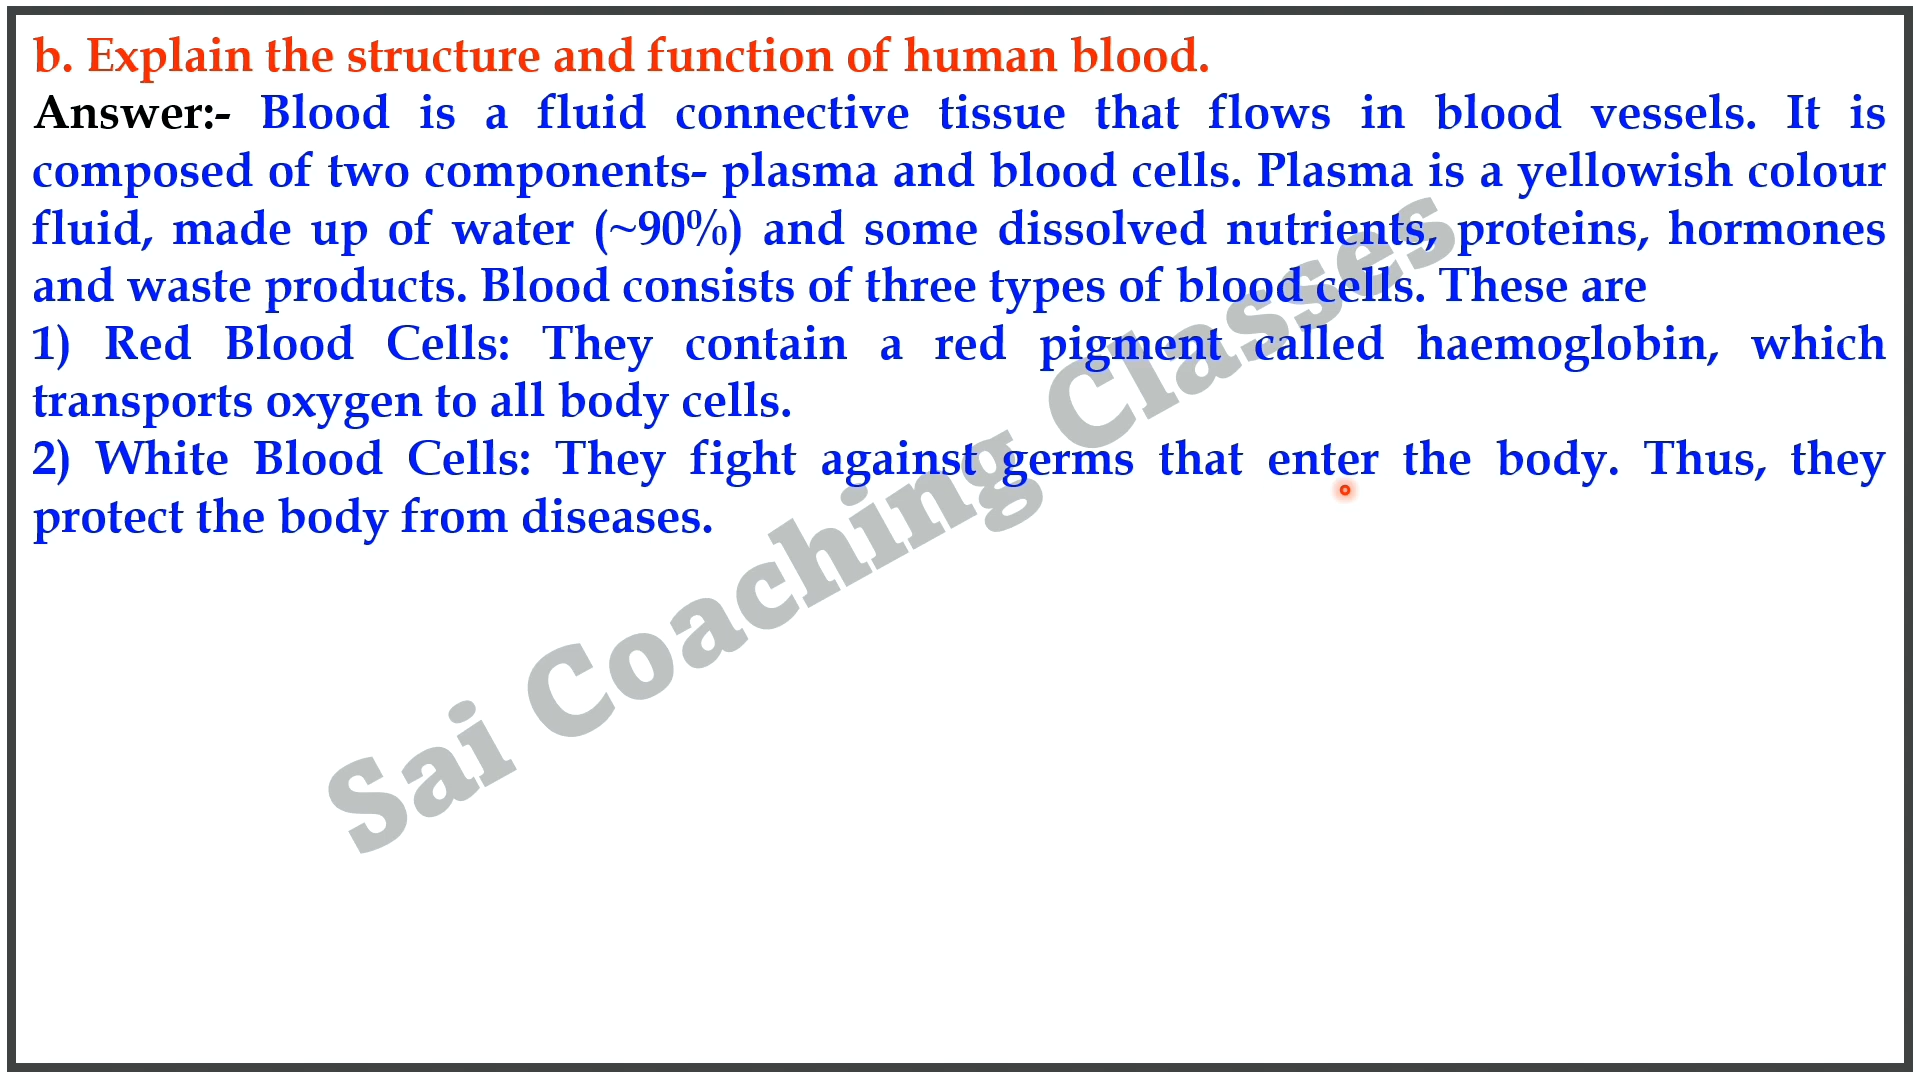 b. Explain the structure and function of human blood.
Answer:- Blood is a fluid connective tissue that flows in blood vessels. It is
composed of two components- plasma and blood cells. Plasma is a yellowish colour
fluid, made up of water (~90%) and some dissolved nutrients, proteins, hormones
and waste products. Blood consists of three types of blood cells. These are
1) Red Blood Cells: They contain a red pigment called haemoglobin, which
transports oxygen to all body cells.
2) White Blood Cells: They fight against germs that enter the body. Thus, they
protect the body from diseases.
Sai Coaching Classes